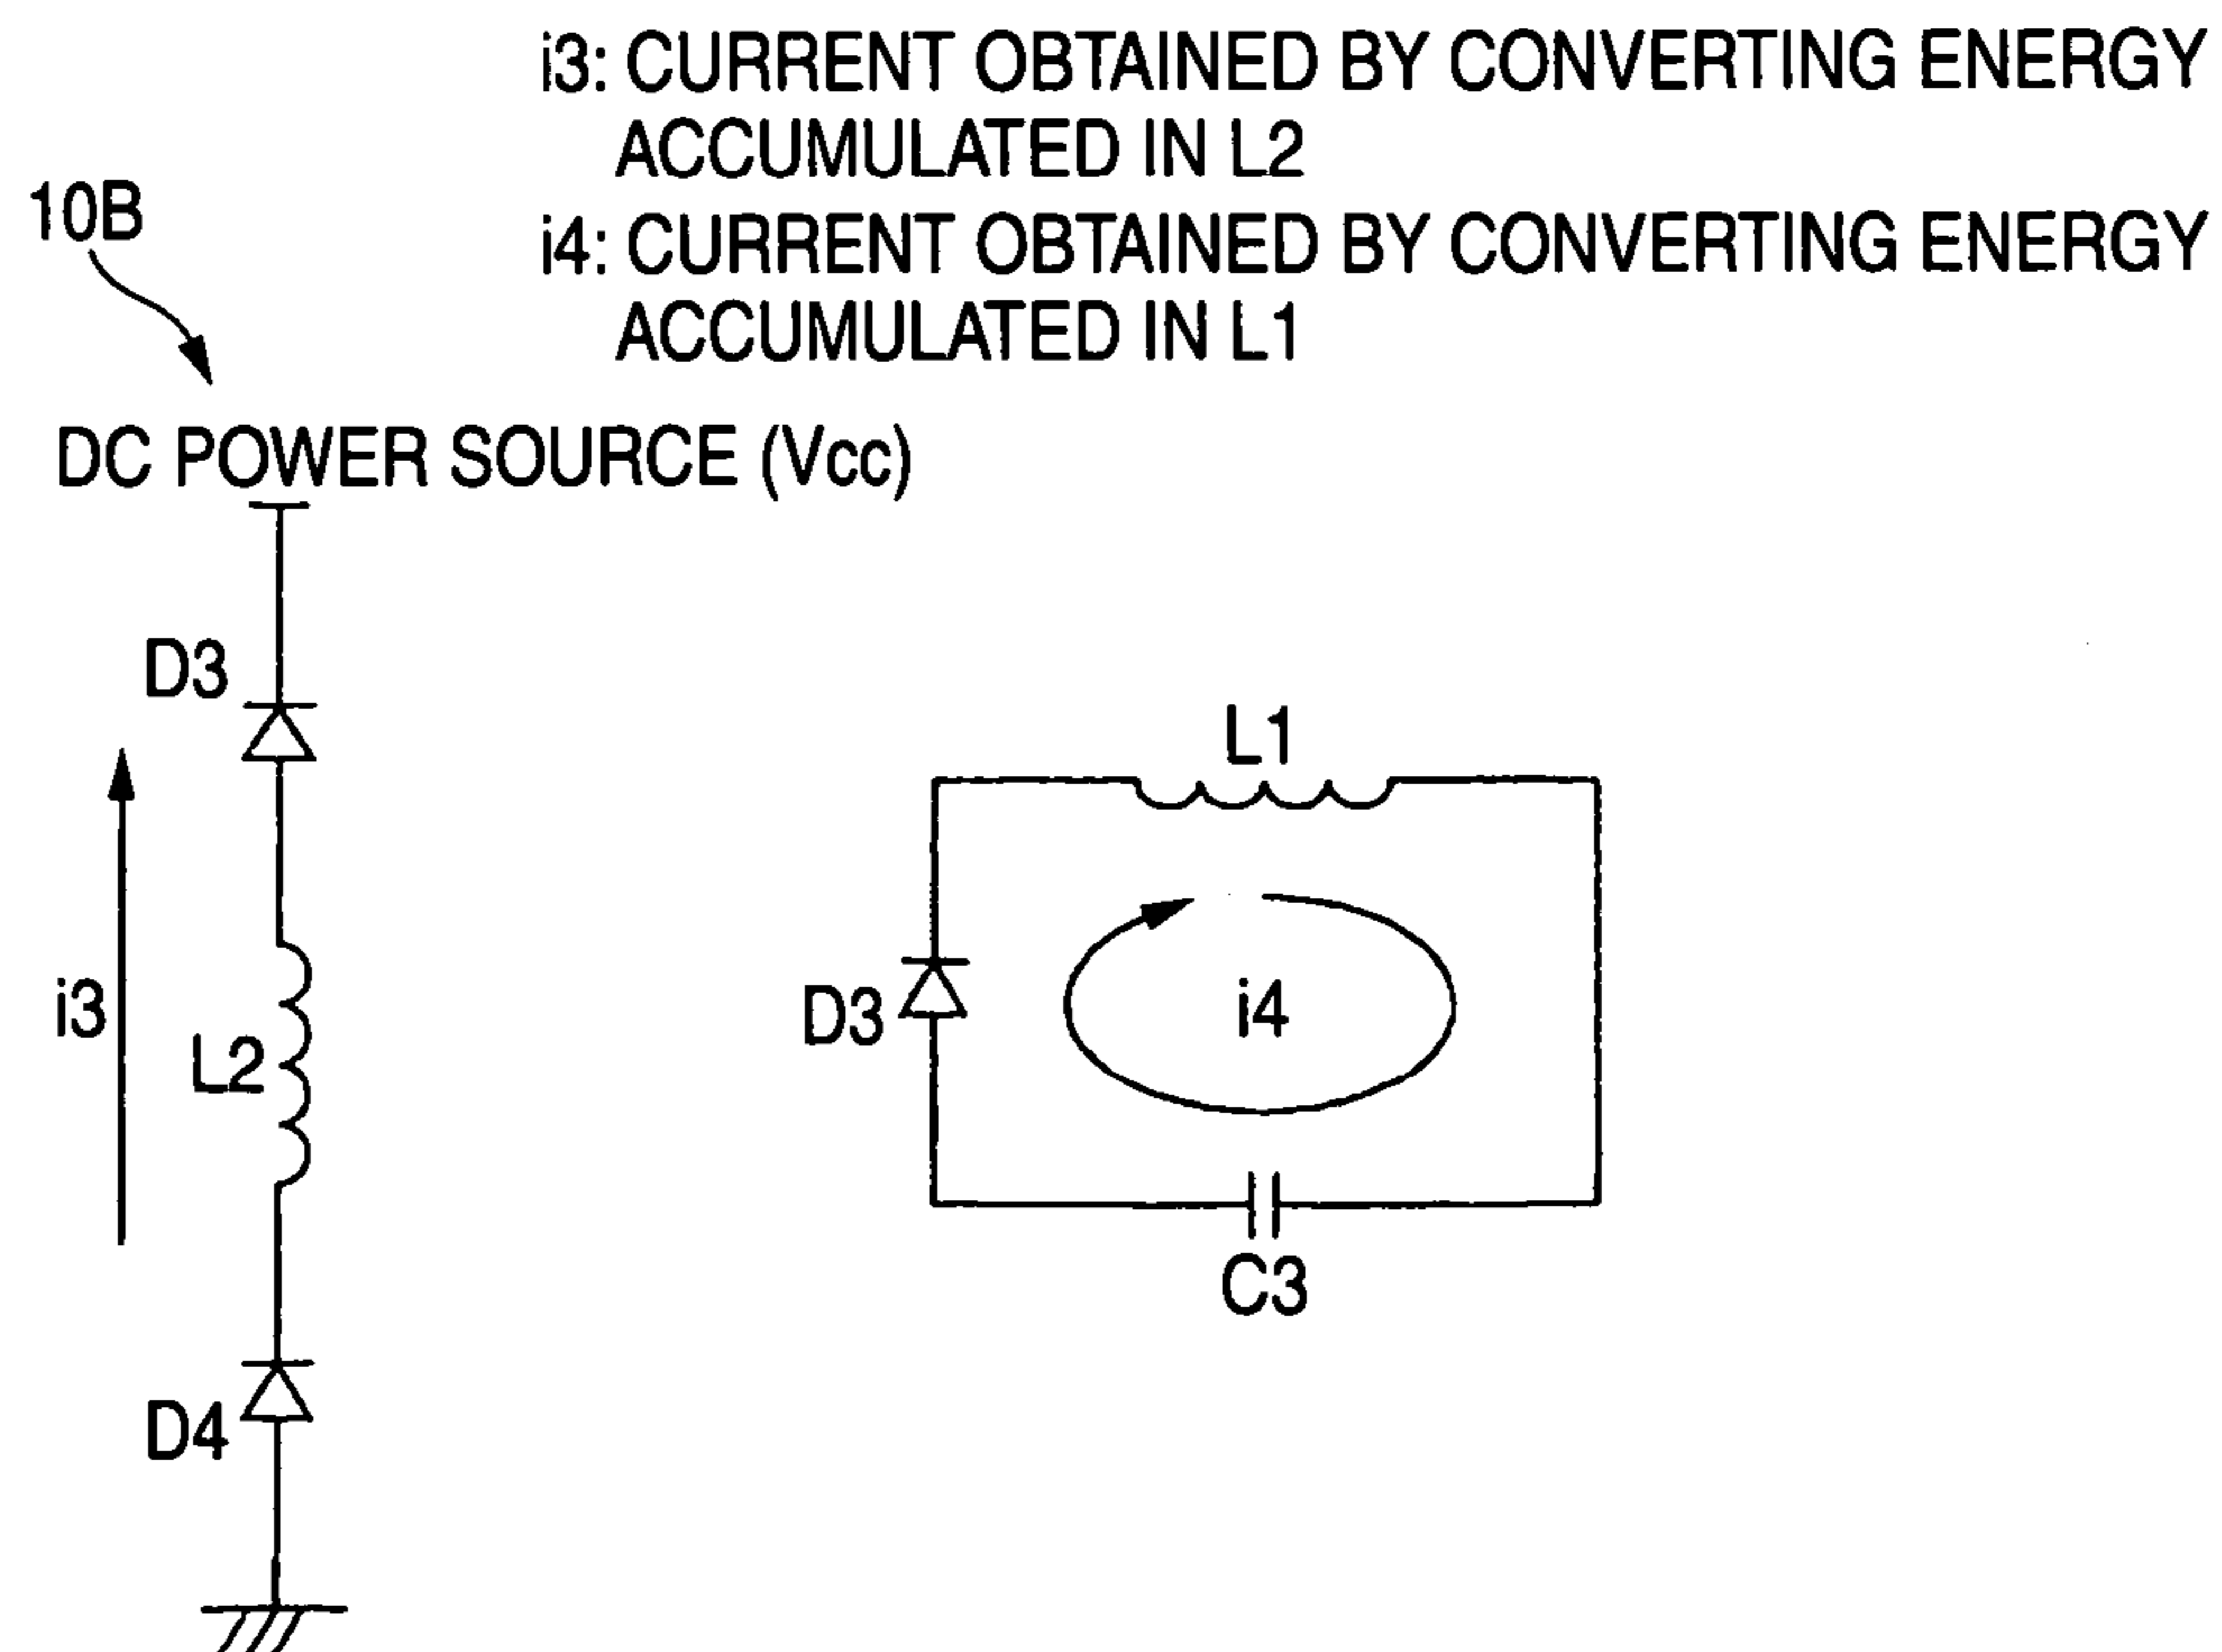 i3: CURRENT OBTAINED BY CONVERTING ENERGY
ACCUMULATED IN L2
10B
i4: CURRENT OBTAINED BY CONVERTING ENERGY
ACCUMULATED IN L1
DC POWER SOURCE (Vcc)
D3
L1
i3
L2
D3
i4
C3
D4